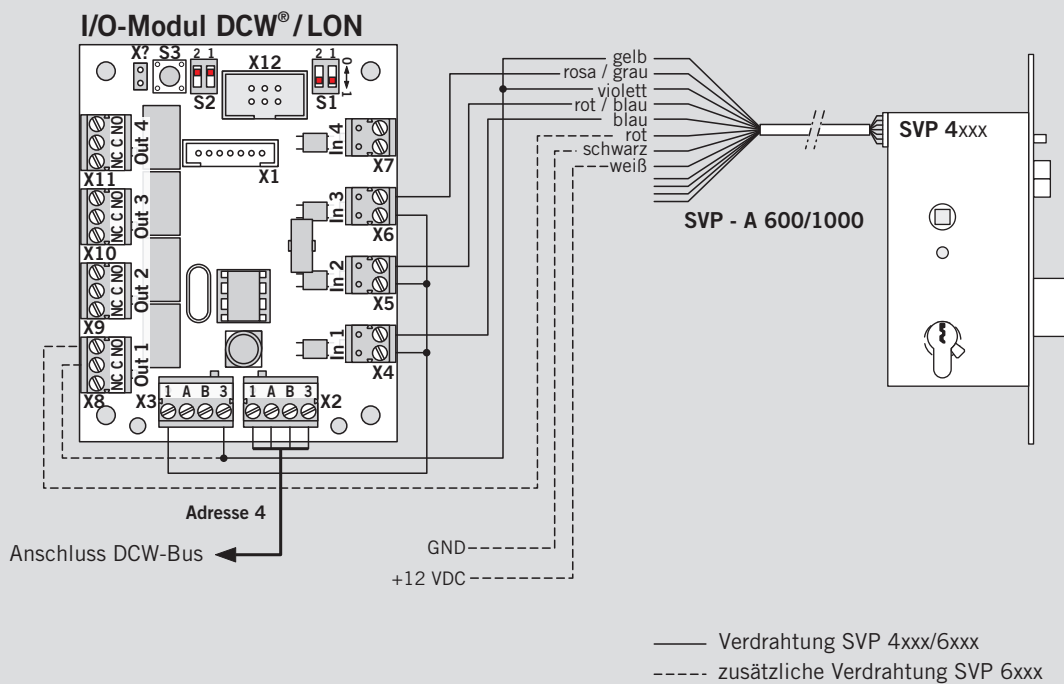 I/O-Modul DCW® / LON
X? S3
2 1
S2
X12
2 1
S1
0
1
gelb
rosa / grau
violett
rot / blau
blau
rot
schwarz
weiß
SVP - A 600/1000
SVP 4xxx
NC C NO
Out 4
X11
X1
In 4
X7
NC C NO
Out 3
X10
In 3
X6
NC C NO
Out 2
X9
In 2
X5
NC C NO
Out 1
X8
In 1
X4
X3
1 A B 3
1 A B 3
X2
Adresse 4
Anschluss DCW-Bus
GND
+12 VDC
Verdrahtung SVP 4xxx/6xxx
zusätzliche Verdrahtung SVP 6xxx